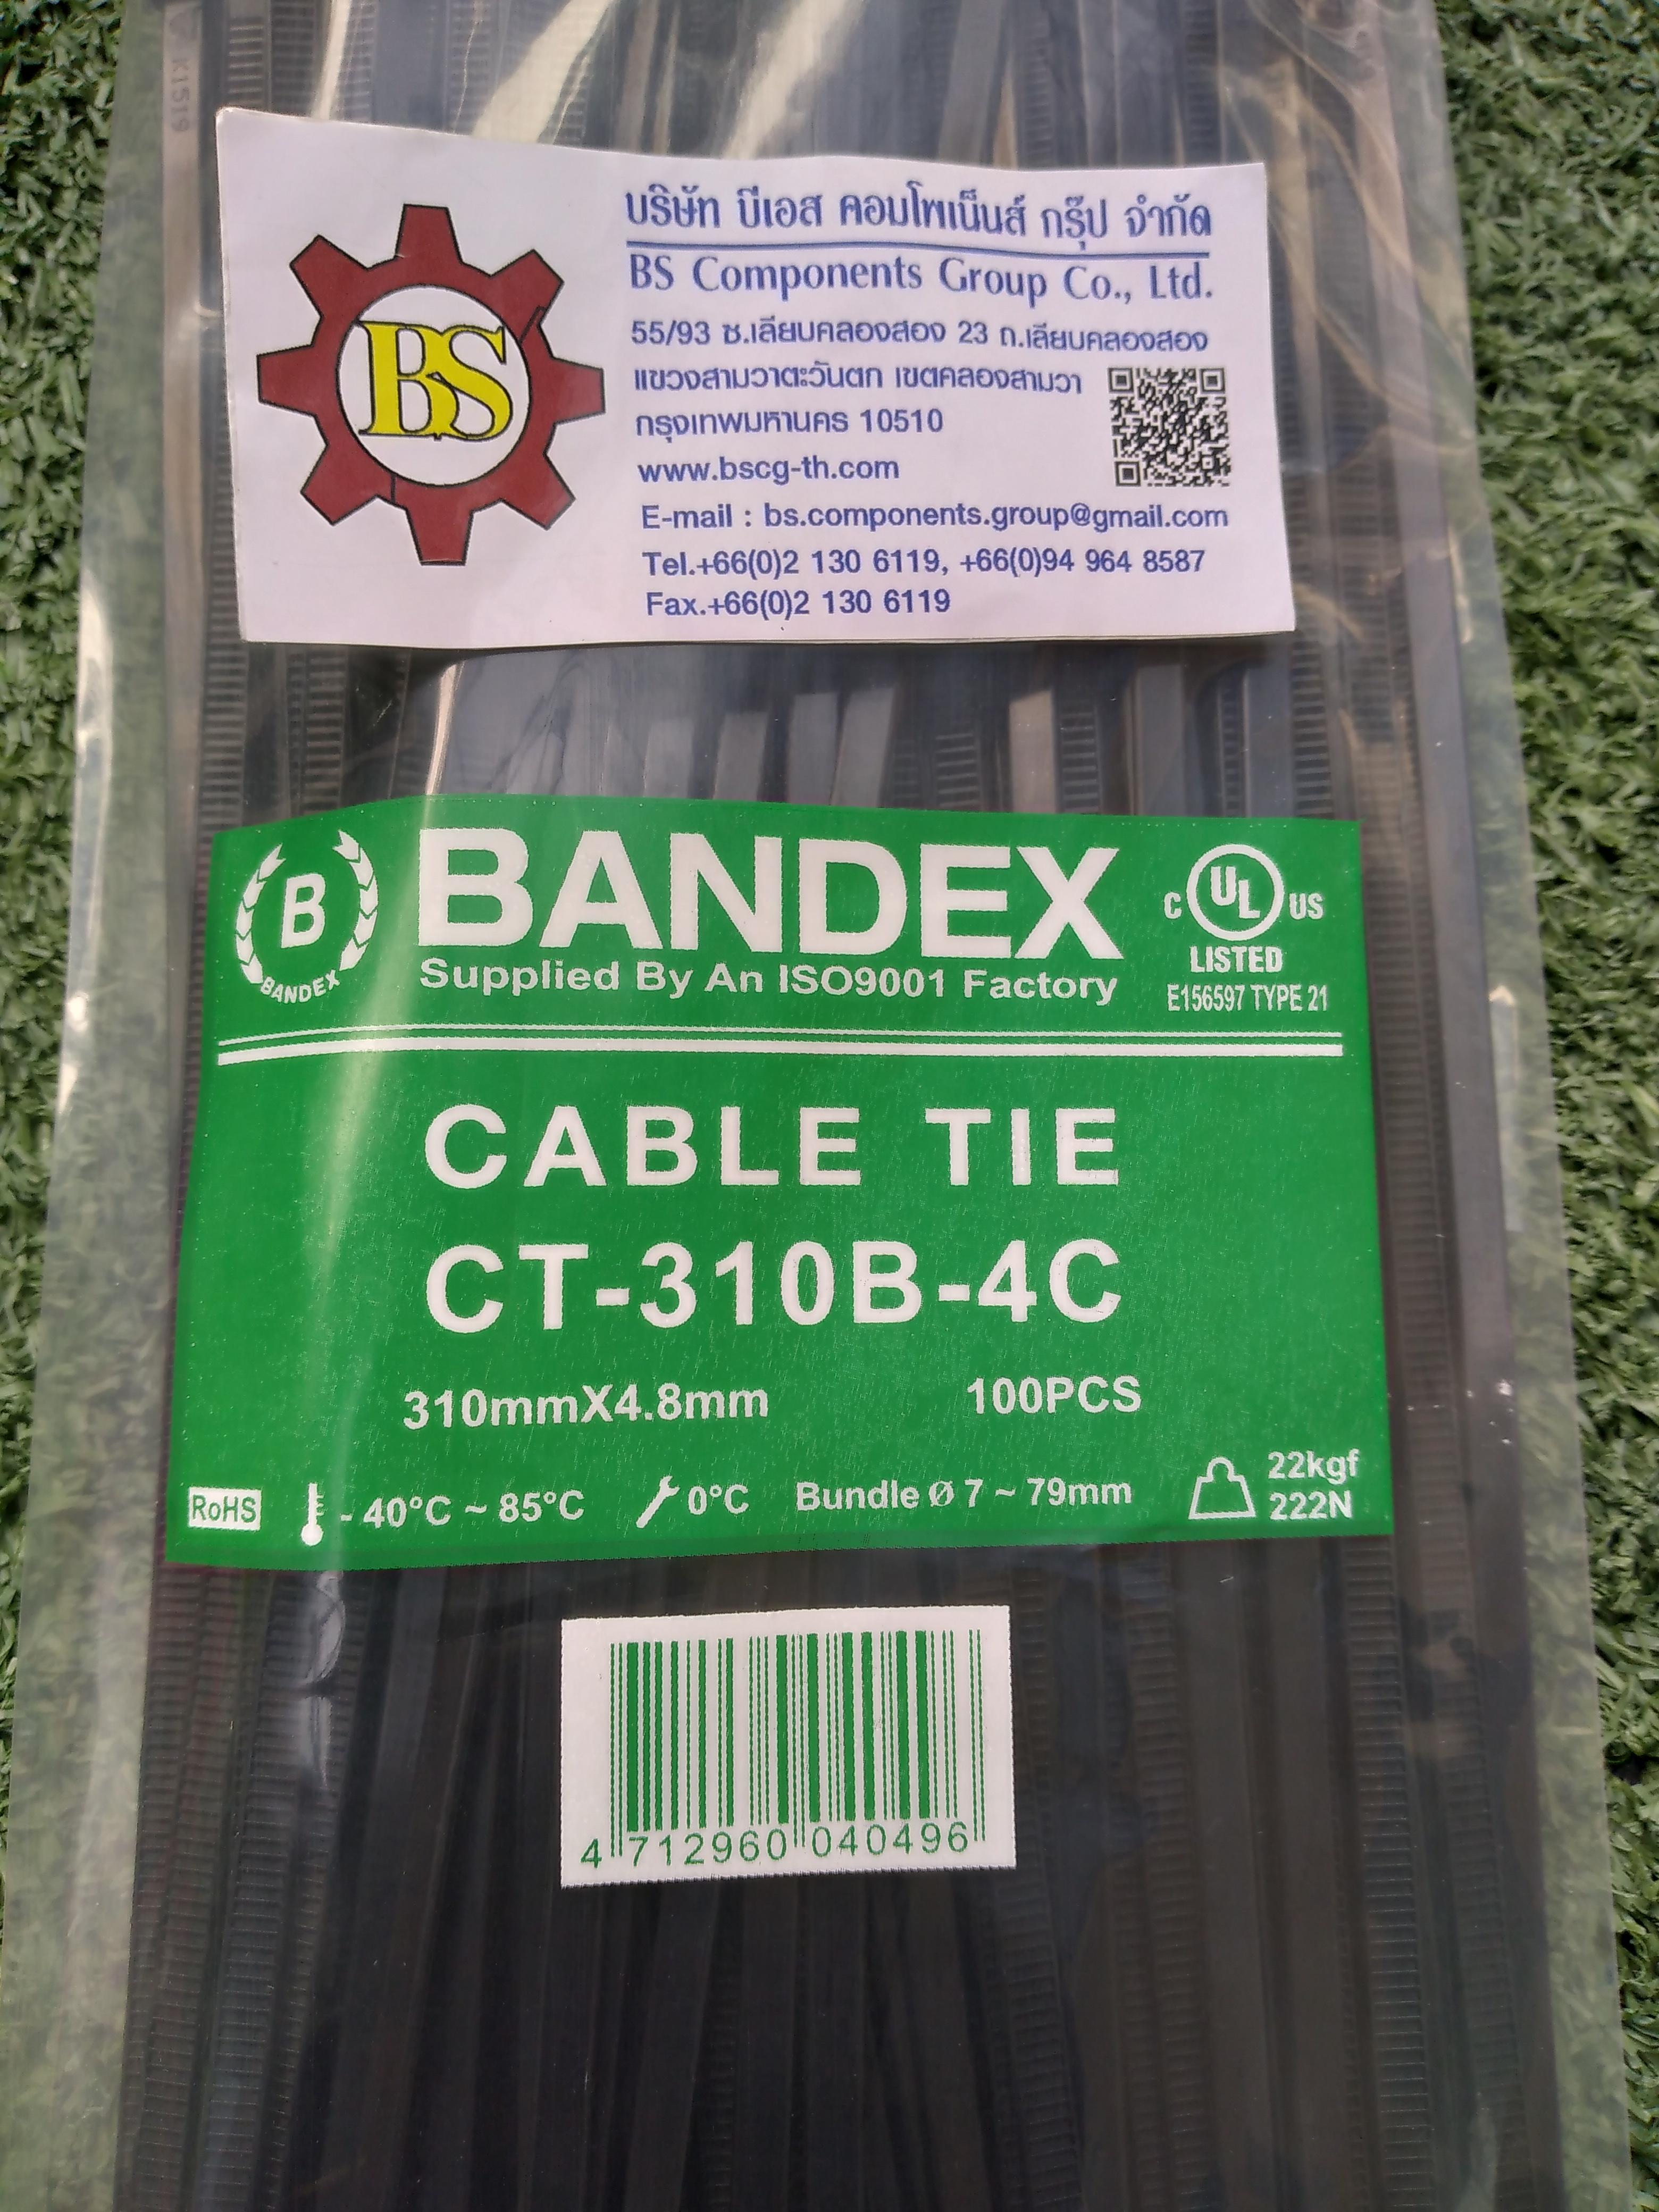 K1519
บริษัท บีเอส คอมโพเน็นส์ กรุ๊ป จำกัด
BS Components Group Co., Ltd.
55/93 ซ.เลียบคลองสอง 23 ถ.เลียบคลองสอง
แขวงสามวาตะวันตก เขตคลองสามวา
กรุงเทพมหานคร 10510
www.bscg-th.com
E-mail : bs.components.group@gmail.com
Tel.+66(0)2 130 6119, +66(0)94 964 8587
Fax.+66(0)2 130 6119
BS
B
BANDEX
BANDEX
Supplied By An ISO9001 Factory
C UL US
LISTED
E156597 TYPE 21
CABLE TIE
CT-310B-4C
310mmX4.8mm 100PCS
RoHS - 40°C ~ 85°C 0°C Bundle Ø 7 ~ 79mm 22kgf
222N
4 712960 040496